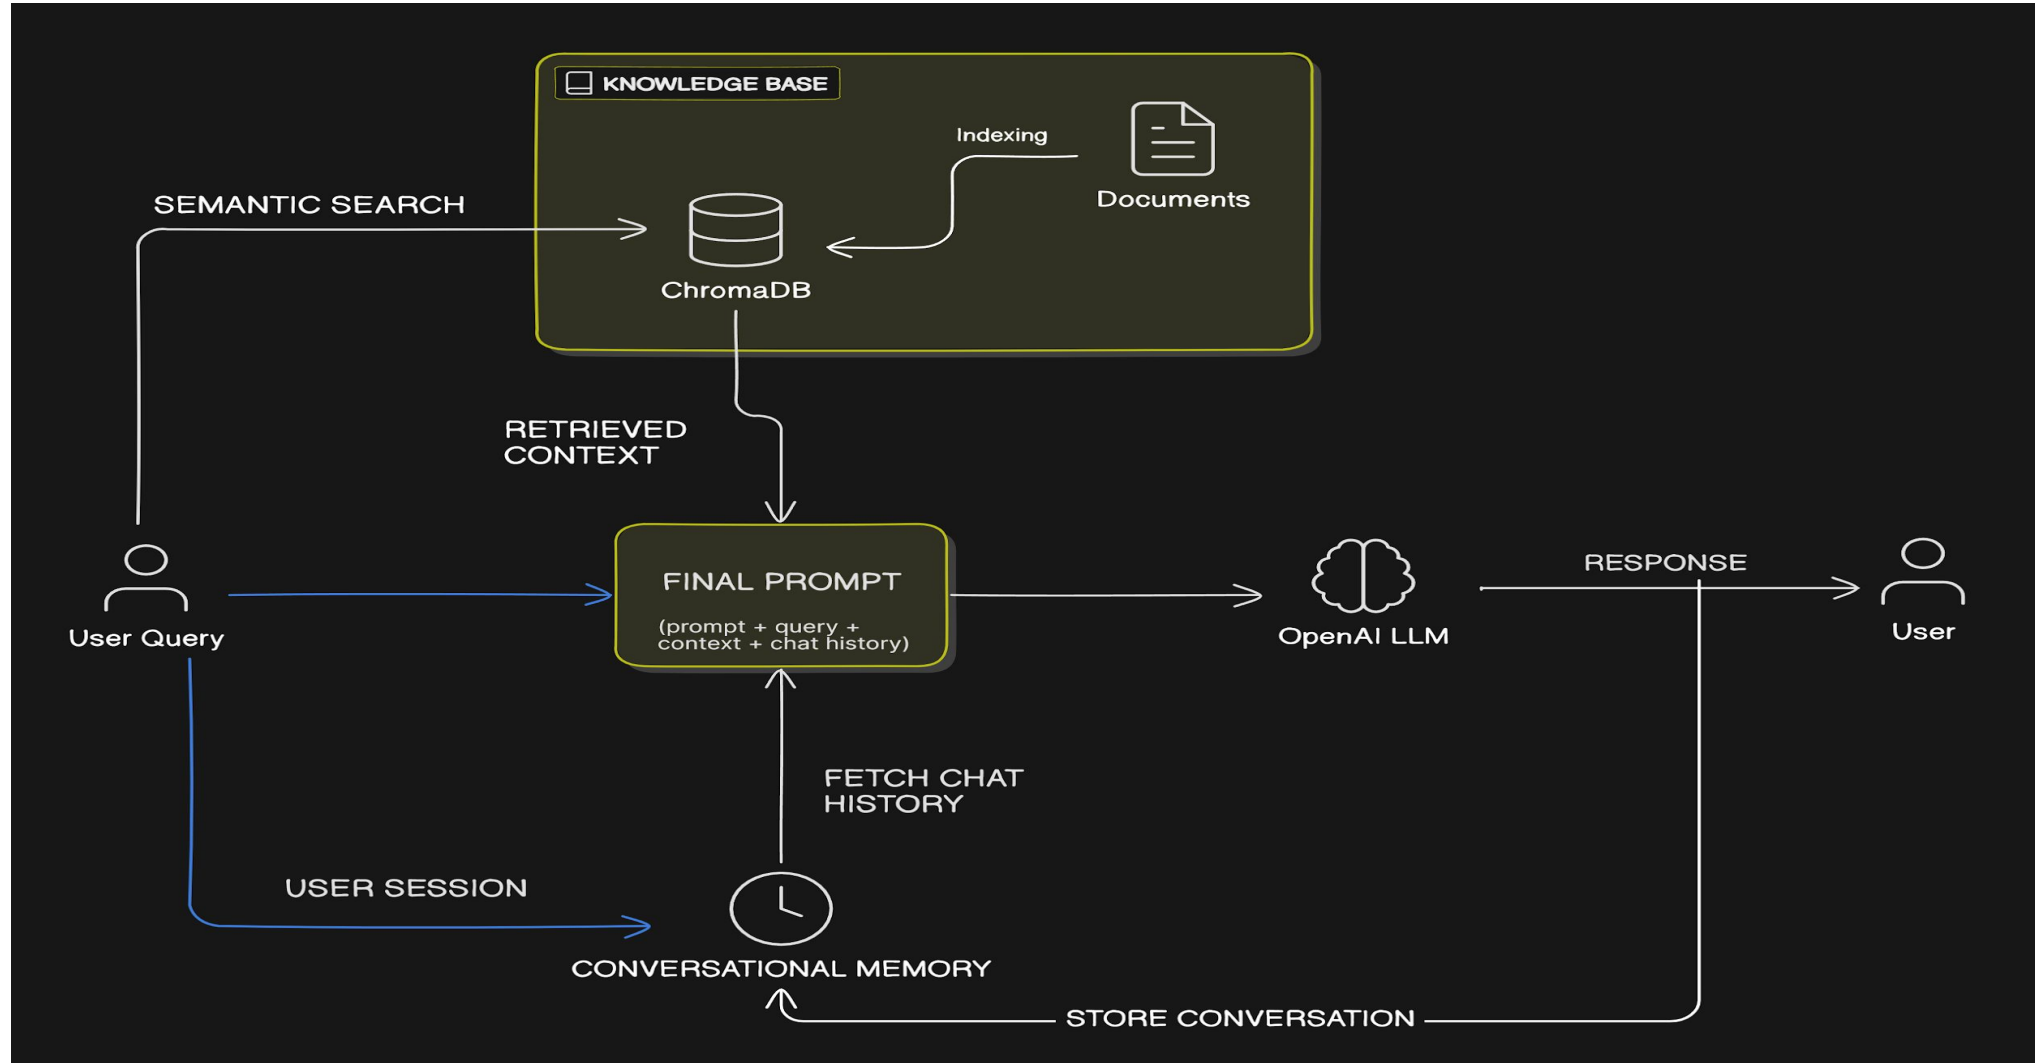 KNOWLEDGE BASE
Indexing
Documents
SEMANTIC SEARCH
ChromaDB
RETRIEVED
CONTEXT
FINAL PROMPT
(prompt + query +
context + chat history)
User Query
OpenAI LLM
RESPONSE
User
FETCH CHAT
HISTORY
USER SESSION
CONVERSATIONAL MEMORY
STORE CONVERSATION